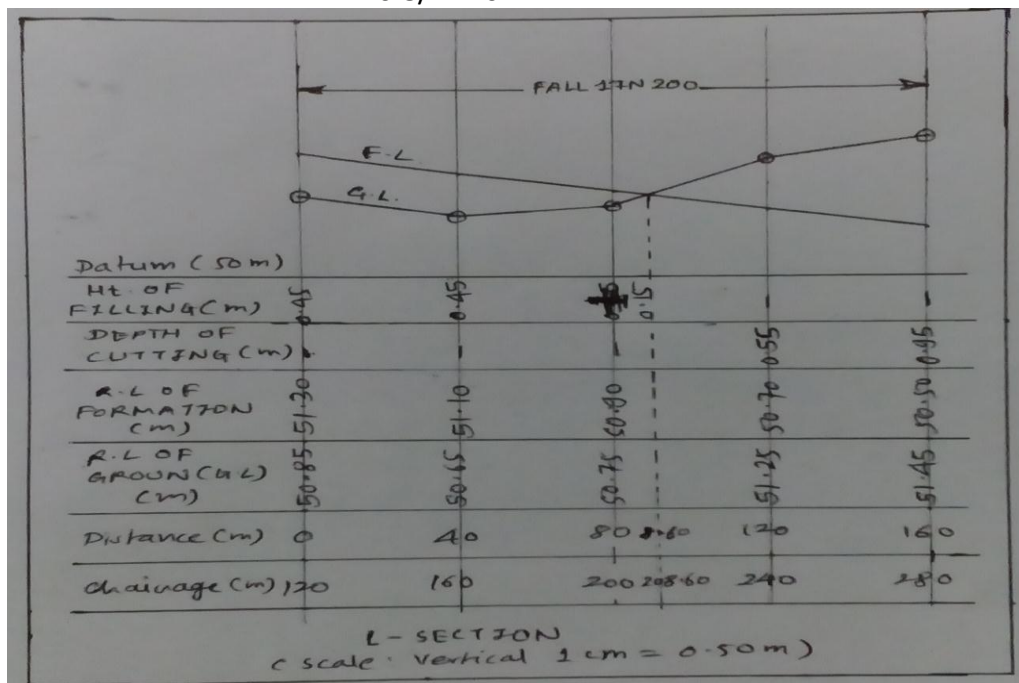 FALL 1IN 200
F.L.
G.L.
Datum (50m)
Ht. OF
FILLING (m) 0.45 0.45 0.15 - -
DEPTH OF
CUTTING (m) - - - 0.55 0.95
R.L OF
FORMATION
(m) 51.30 51.10 50.90 50.70 50.50
R.L OF
GROUN (GL)
(m) 50.85 50.65 50.75 51.25 51.45
Distance (m) 0 40 80 8.60 120 160
chainage (m) 120 160 200 208.60 240 280
L - SECTION
( scale: vertical 1 cm = 0.50 m)